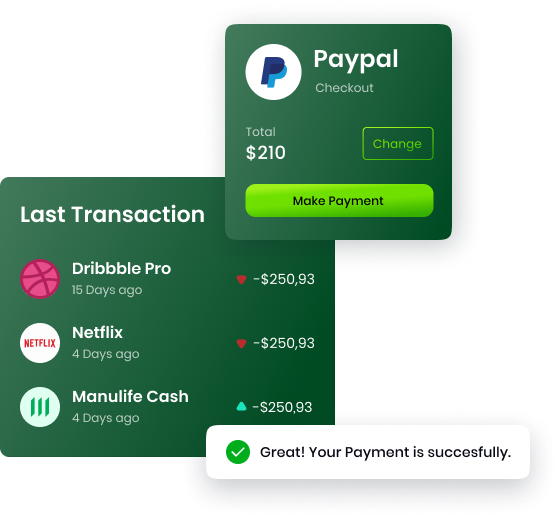 Paypal
Checkout
Total
$210
Change
Make Payment
Last Transaction
Dribbble Pro
15 Days ago
-$250,93
NETFLIX
Netflix
4 Days ago
-$250,93
Manulife Cash
4 Days ago
-$250,93
Great! Your Payment is succesfully.